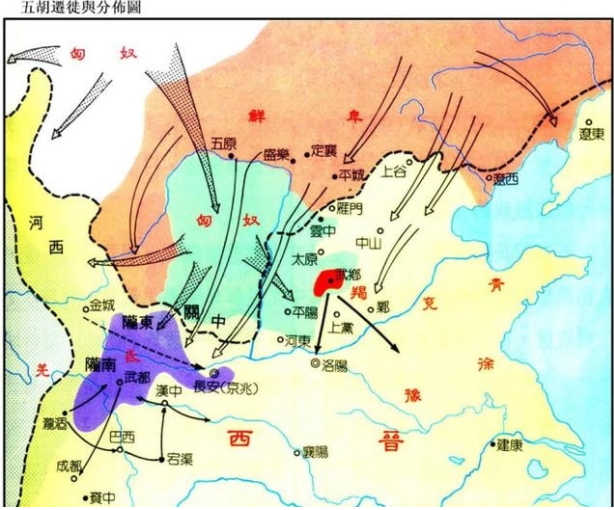 五胡遷徙與分佈圖
匈奴
鮮卑
遼東
五原
盛樂
定襄
平城
上谷
遼西
河西
匈奴
雁門
雲中
中山
太原
武鄉
羯
青
兗
金城
隴東
關中
平陽
上黨
鄴
河東
羌
隴南
氐
武都
長安(京兆)
洛陽
徐
豫
漢中
巴西
宕渠
西晉
襄陽
建康
成都
資中